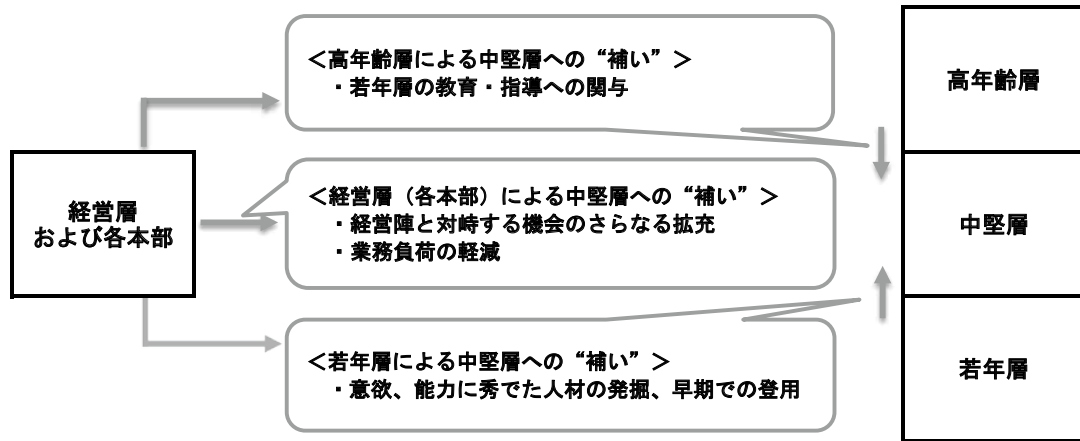 ＜高年齢層による中堅層への“補い”＞
・若年層の教育・指導への関与
高年齢層
経営層
および各本部
＜経営層（各本部）による中堅層への“補い”＞
・経営陣と対峙する機会のさらなる拡充
・業務負荷の軽減
中堅層
＜若年層による中堅層への“補い”＞
・意欲、能力に秀でた人材の発掘、早期での登用
若年層